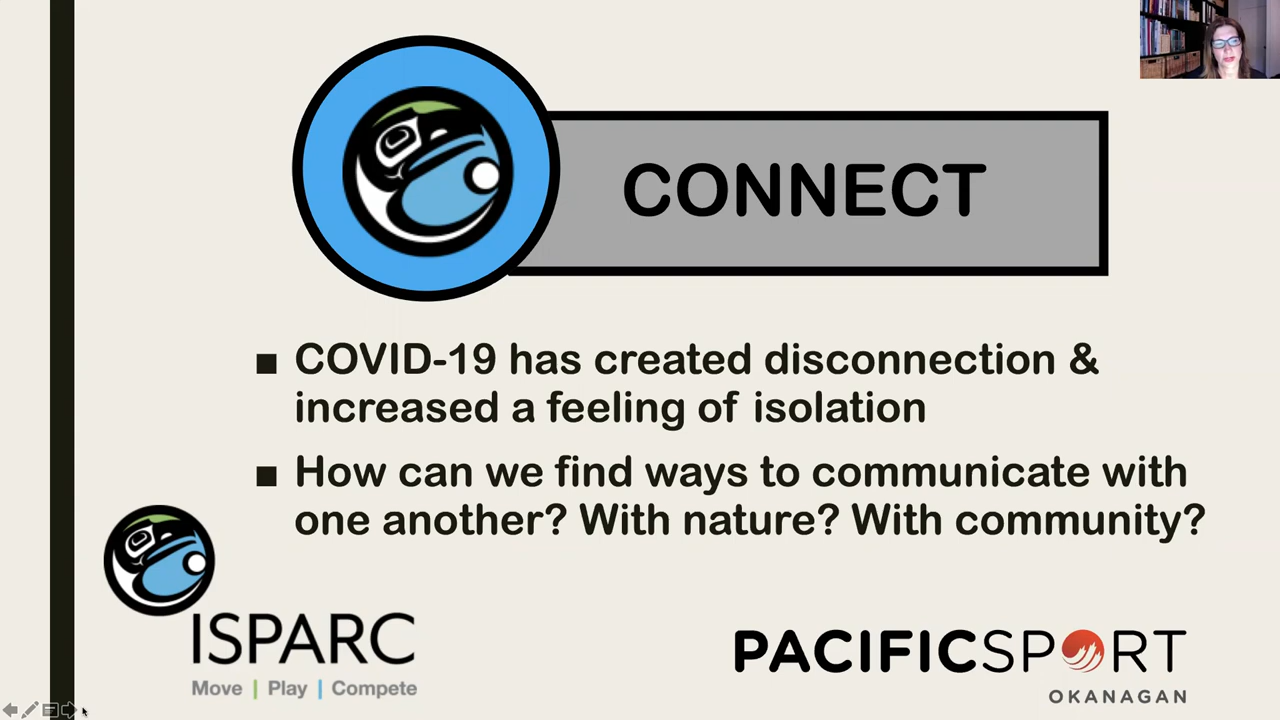 CONNECT
■ COVID-19 has created disconnection &
increased a feeling of isolation
■ How can we find ways to communicate with
one another? With nature? With community?
ISPARC
Move | Play | Compete
PACIFICSPORT
OKANAGAN